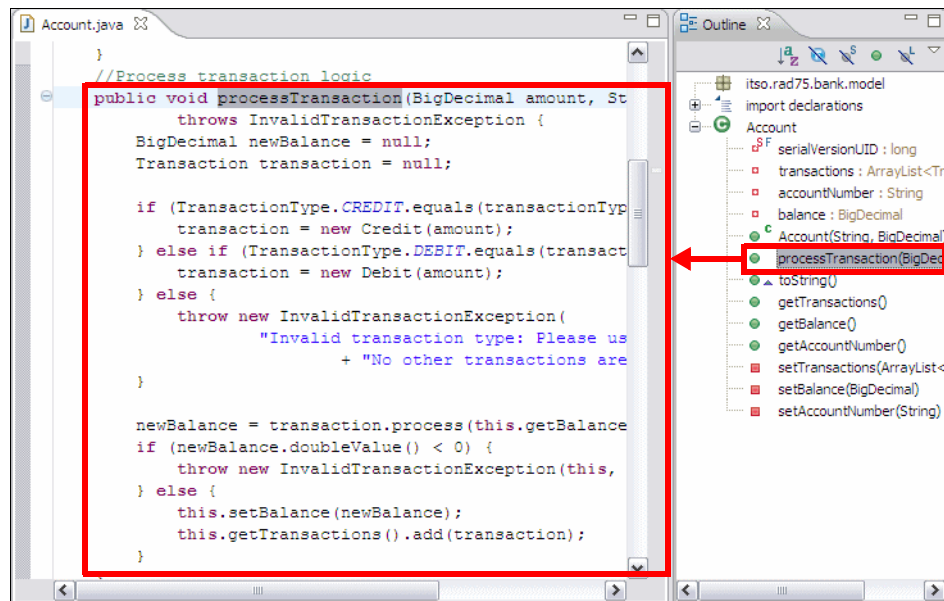 Account.java
}
//Process transaction logic
public void processTransaction(BigDecimal amount, St
throws InvalidTransactionException {
BigDecimal newBalance = null;
Transaction transaction = null;
if (TransactionType.CREDIT.equals(transactionTyp
transaction = new Credit(amount);
} else if (TransactionType.DEBIT.equals(transact
transaction = new Debit(amount);
} else {
throw new InvalidTransactionException(
"Invalid transaction type: Please us
+ "No other transactions are
}
newBalance = transaction.process(this.getBalance
if (newBalance.doubleValue() < 0) {
throw new InvalidTransactionException(this,
} else {
this.setBalance(newBalance);
this.getTransactions().add(transaction);
}
Outline
itso.rad75.bank.model
import declarations
Account
serialVersionUID : long
transactions : ArrayList<Tr
accountNumber : String
balance : BigDecimal
Account(String, BigDecimal)
processTransaction(BigDec
toString()
getTransactions()
getBalance()
getAccountNumber()
setTransactions(ArrayList<
setBalance(BigDecimal)
setAccountNumber(String)